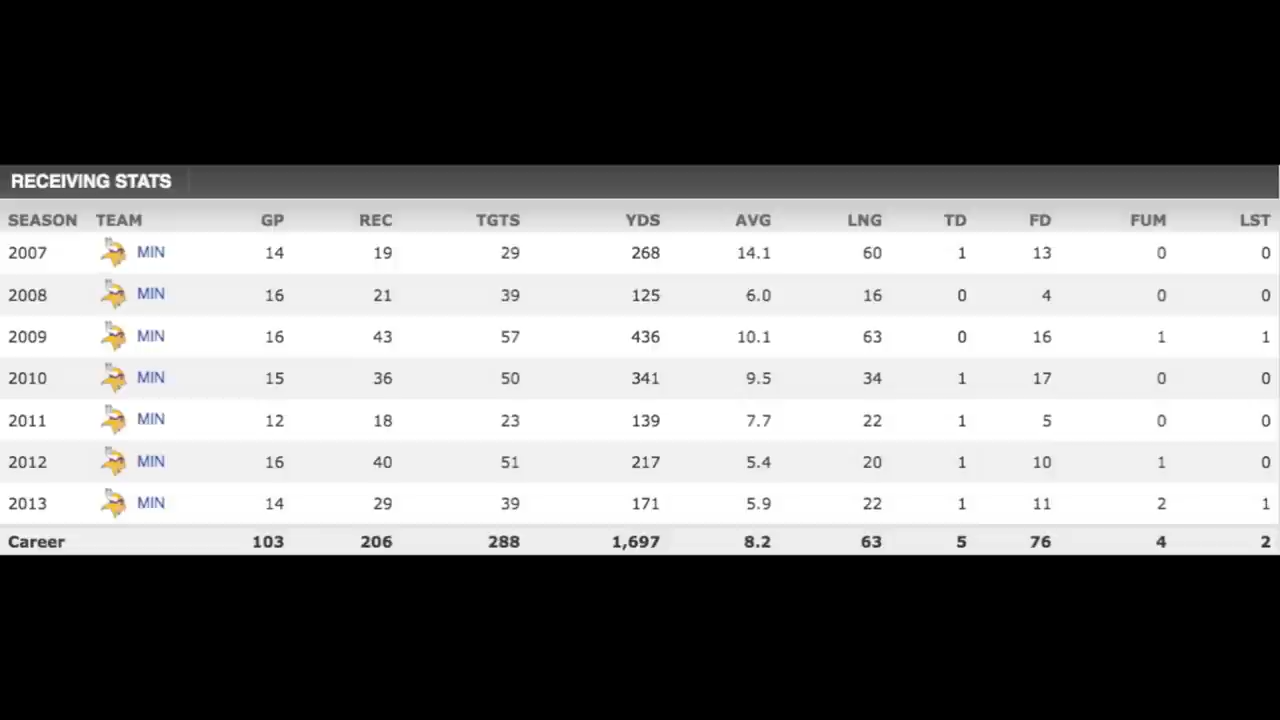 RECEIVING STATS
SEASON TEAM GP REC TGTS YDS AVG LNG TD FD FUM LST
2007 MIN 14 19 29 268 14.1 60 1 13 0 0
2008 MIN 16 21 39 125 6.0 16 0 4 0 0
2009 MIN 16 43 57 436 10.1 63 0 16 1 1
2010 MIN 15 36 50 341 9.5 34 1 17 0 0
2011 MIN 12 18 23 139 7.7 22 1 5 0 0
2012 MIN 16 40 51 217 5.4 20 1 10 1 0
2013 MIN 14 29 39 171 5.9 22 1 11 2 1
Career 103 206 288 1,697 8.2 63 5 76 4 2